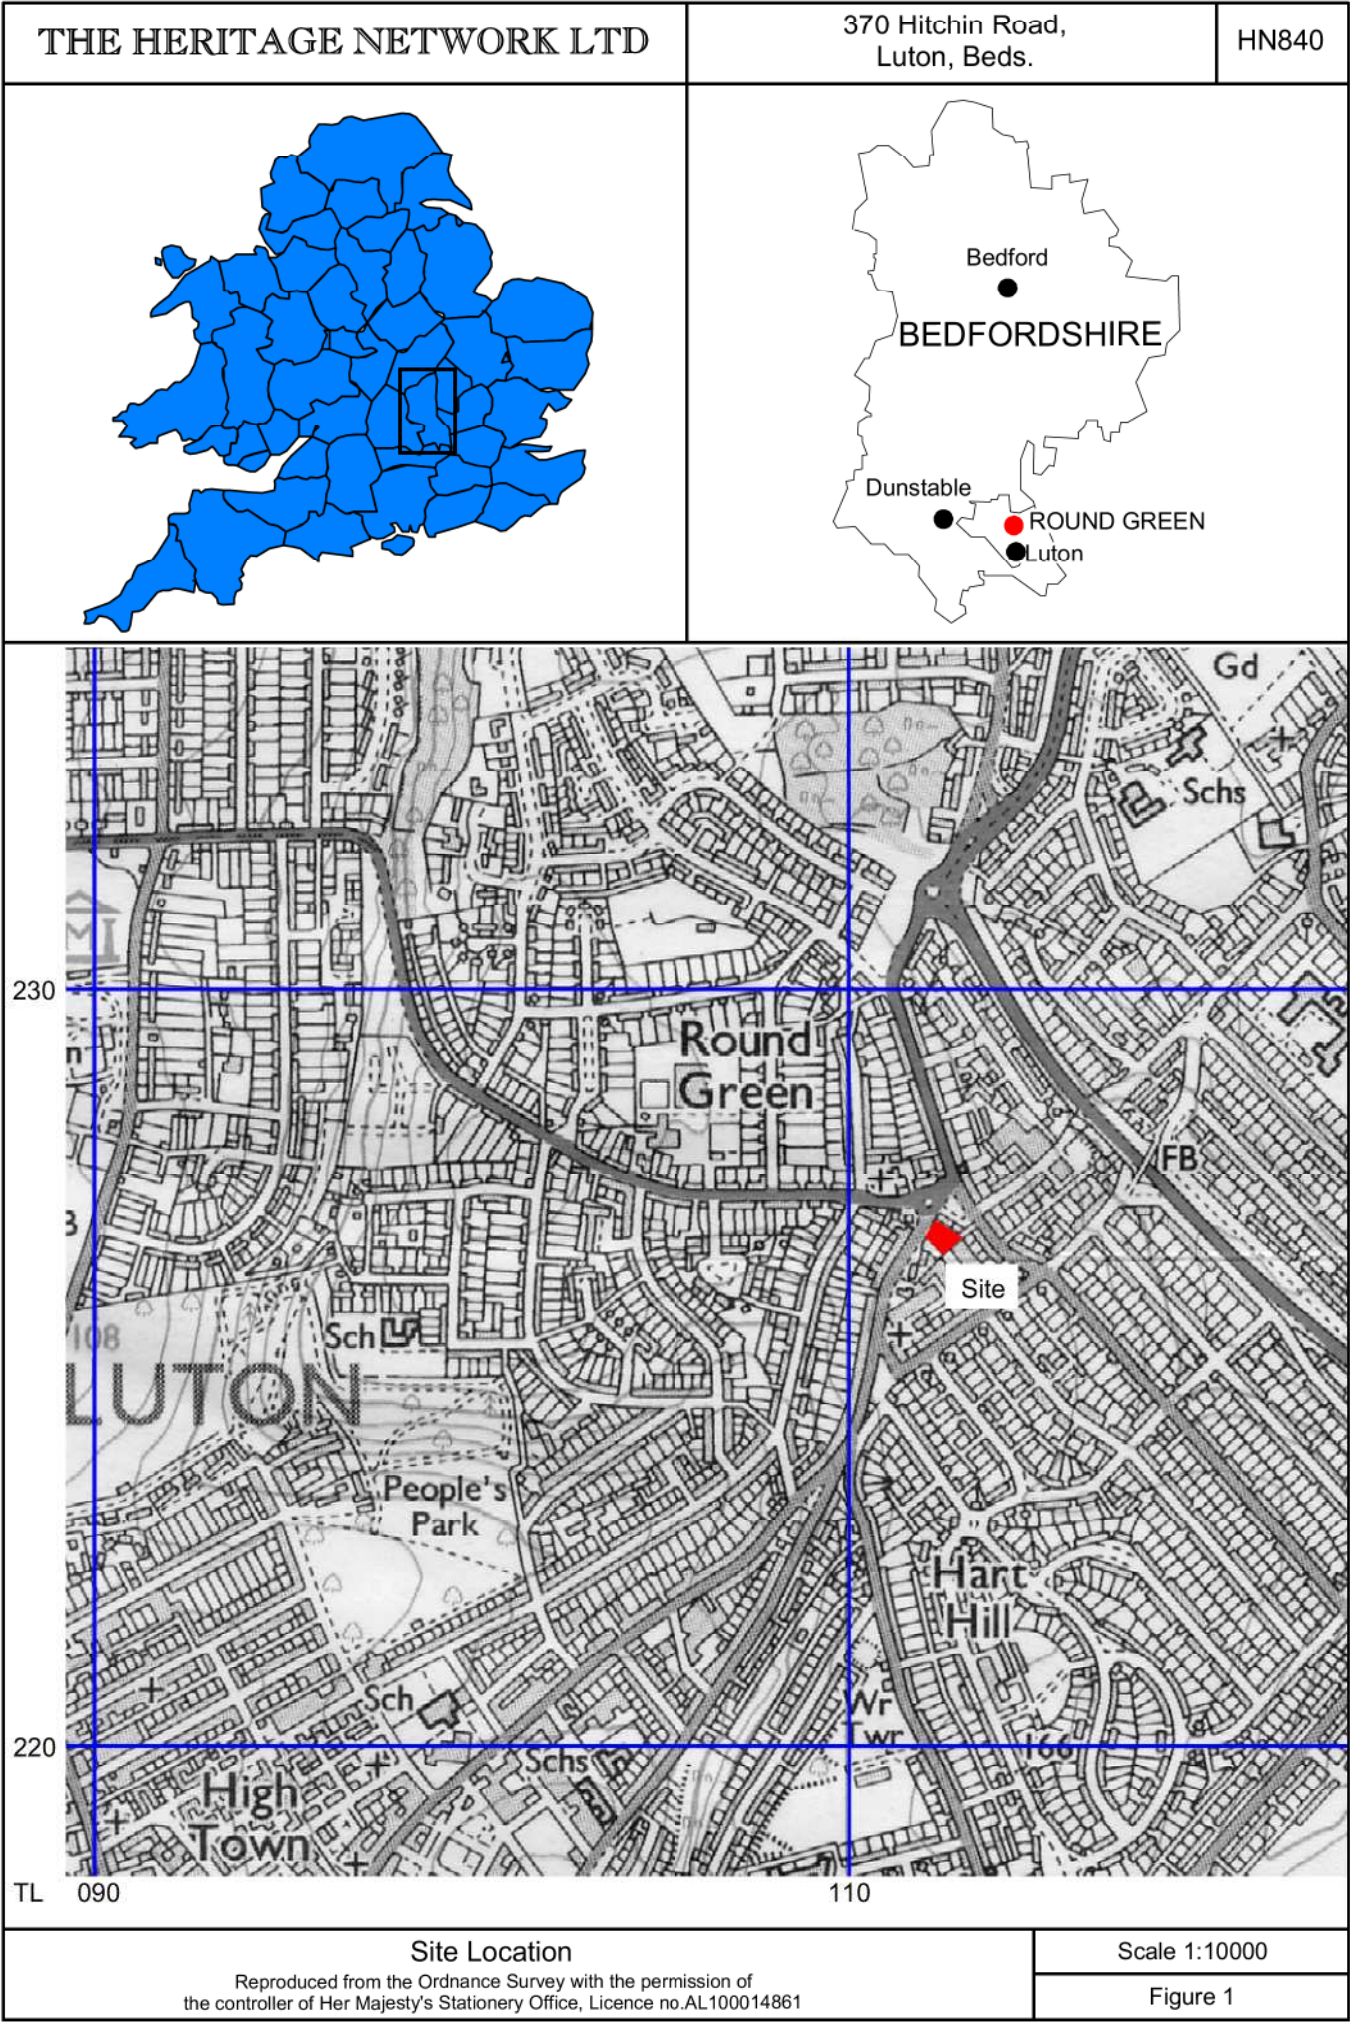 THE HERITAGE NETWORK LTD
370 Hitchin Road,
Luton, Beds.
HN840
Bedford
BEDFORDSHIRE
Dunstable
ROUND GREEN
Luton
Gd
Schs
230
Round
Green
FB
Site
Sch
108
LUTON
People's
Park
Hart
Hill
Sch
Wr
Twr
166
220
Schs
High
Town
TL
090
110
Site Location
Reproduced from the Ordnance Survey with the permission of
the controller of Her Majesty's Stationery Office, Licence no.AL100014861
Scale 1:10000
Figure 1